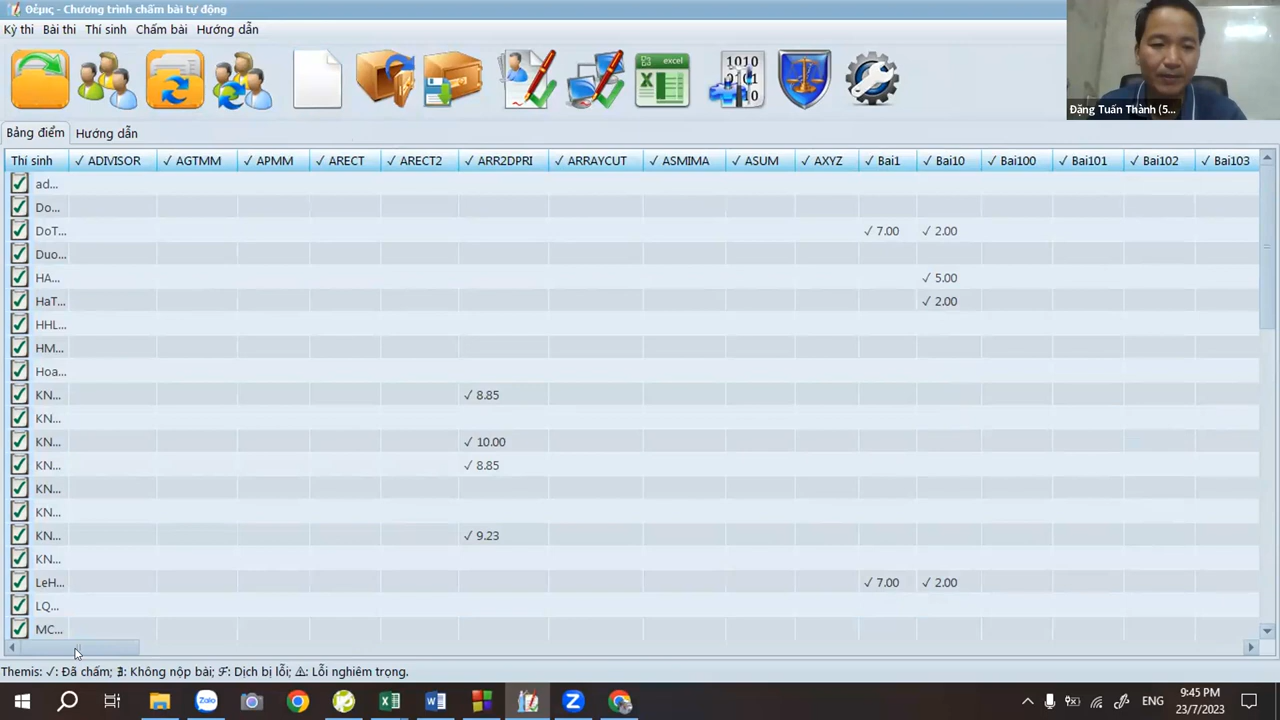 Θέμις - Chương trình chấm bài tự động
Kỳ thi Bài thi Thí sinh Chấm bài Hướng dẫn
excel
1010
0101
0
Đặng Tuấn Thành (5...
Bảng điểm Hướng dẫn
Thí sinh ✓ ADIVISOR ✓ AGTMM ✓ APMM ✓ ARECT ✓ ARECT2 ✓ ARR2DPRI ✓ ARRAYCUT ✓ ASMIMA ✓ ASUM ✓ AXYZ ✓ Bai1 ✓ Bai10 ✓ Bai100 ✓ Bai101 ✓ Bai102 ✓ Bai103
ad...
Do...
DoT... ✓ 7.00 ✓ 2.00
Duo...
HA... ✓ 5.00
HaT... ✓ 2.00
HHL...
HM...
Hoa...
KN... ✓ 8.85
KN...
KN... ✓ 10.00
KN... ✓ 8.85
KN...
KN...
KN... ✓ 9.23
KN...
LeH... ✓ 7.00 ✓ 2.00
LQ...
MC...
Themis: ✓: Đã chấm; ∄: Không nộp bài; Ϝ: Dịch bị lỗi; ⚠: Lỗi nghiêm trọng.
Zalo
ENG
9:45 PM
23/7/2023